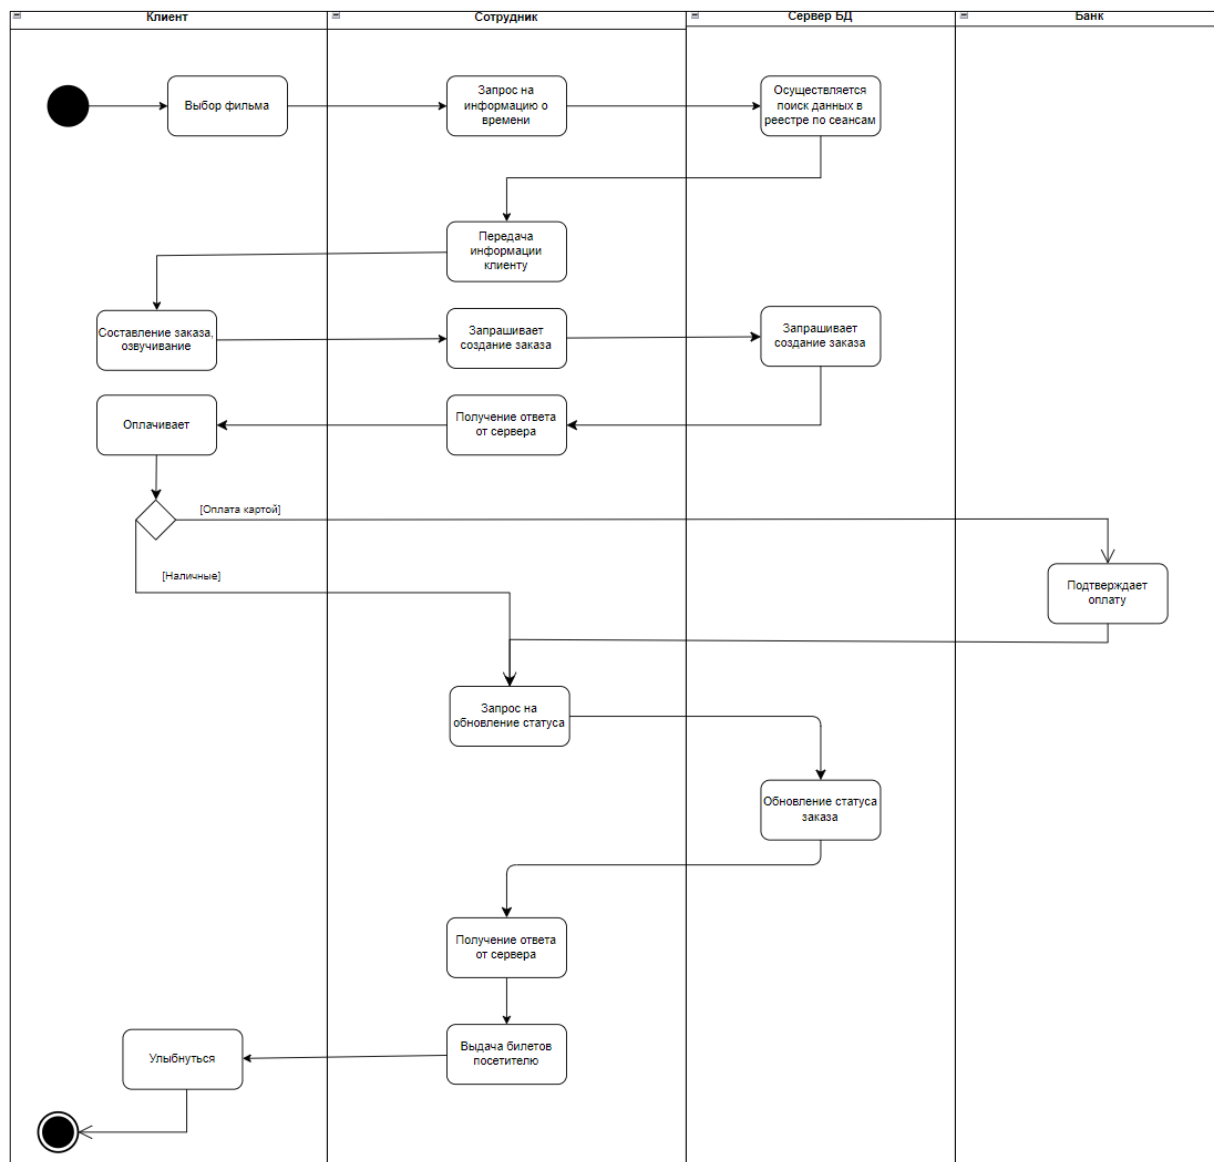 Клиент
Сотрудник
Сервер БД
Банк
Выбор фильма
Запрос на
информацию о
времени
Осуществляется
поиск данных в
реестре по сеансам
Передача
информации
клиенту
Составление заказа,
озвучивание
Запрашивает
создание заказа
Запрашивает
создание заказа
Оплачивает
Получение ответа
от сервера
[Оплата картой]
[Наличные]
Подтверждает
оплату
Запрос на
обновление статуса
Обновление статуса
заказа
Получение ответа
от сервера
Выдача билетов
посетителю
Улыбнуться